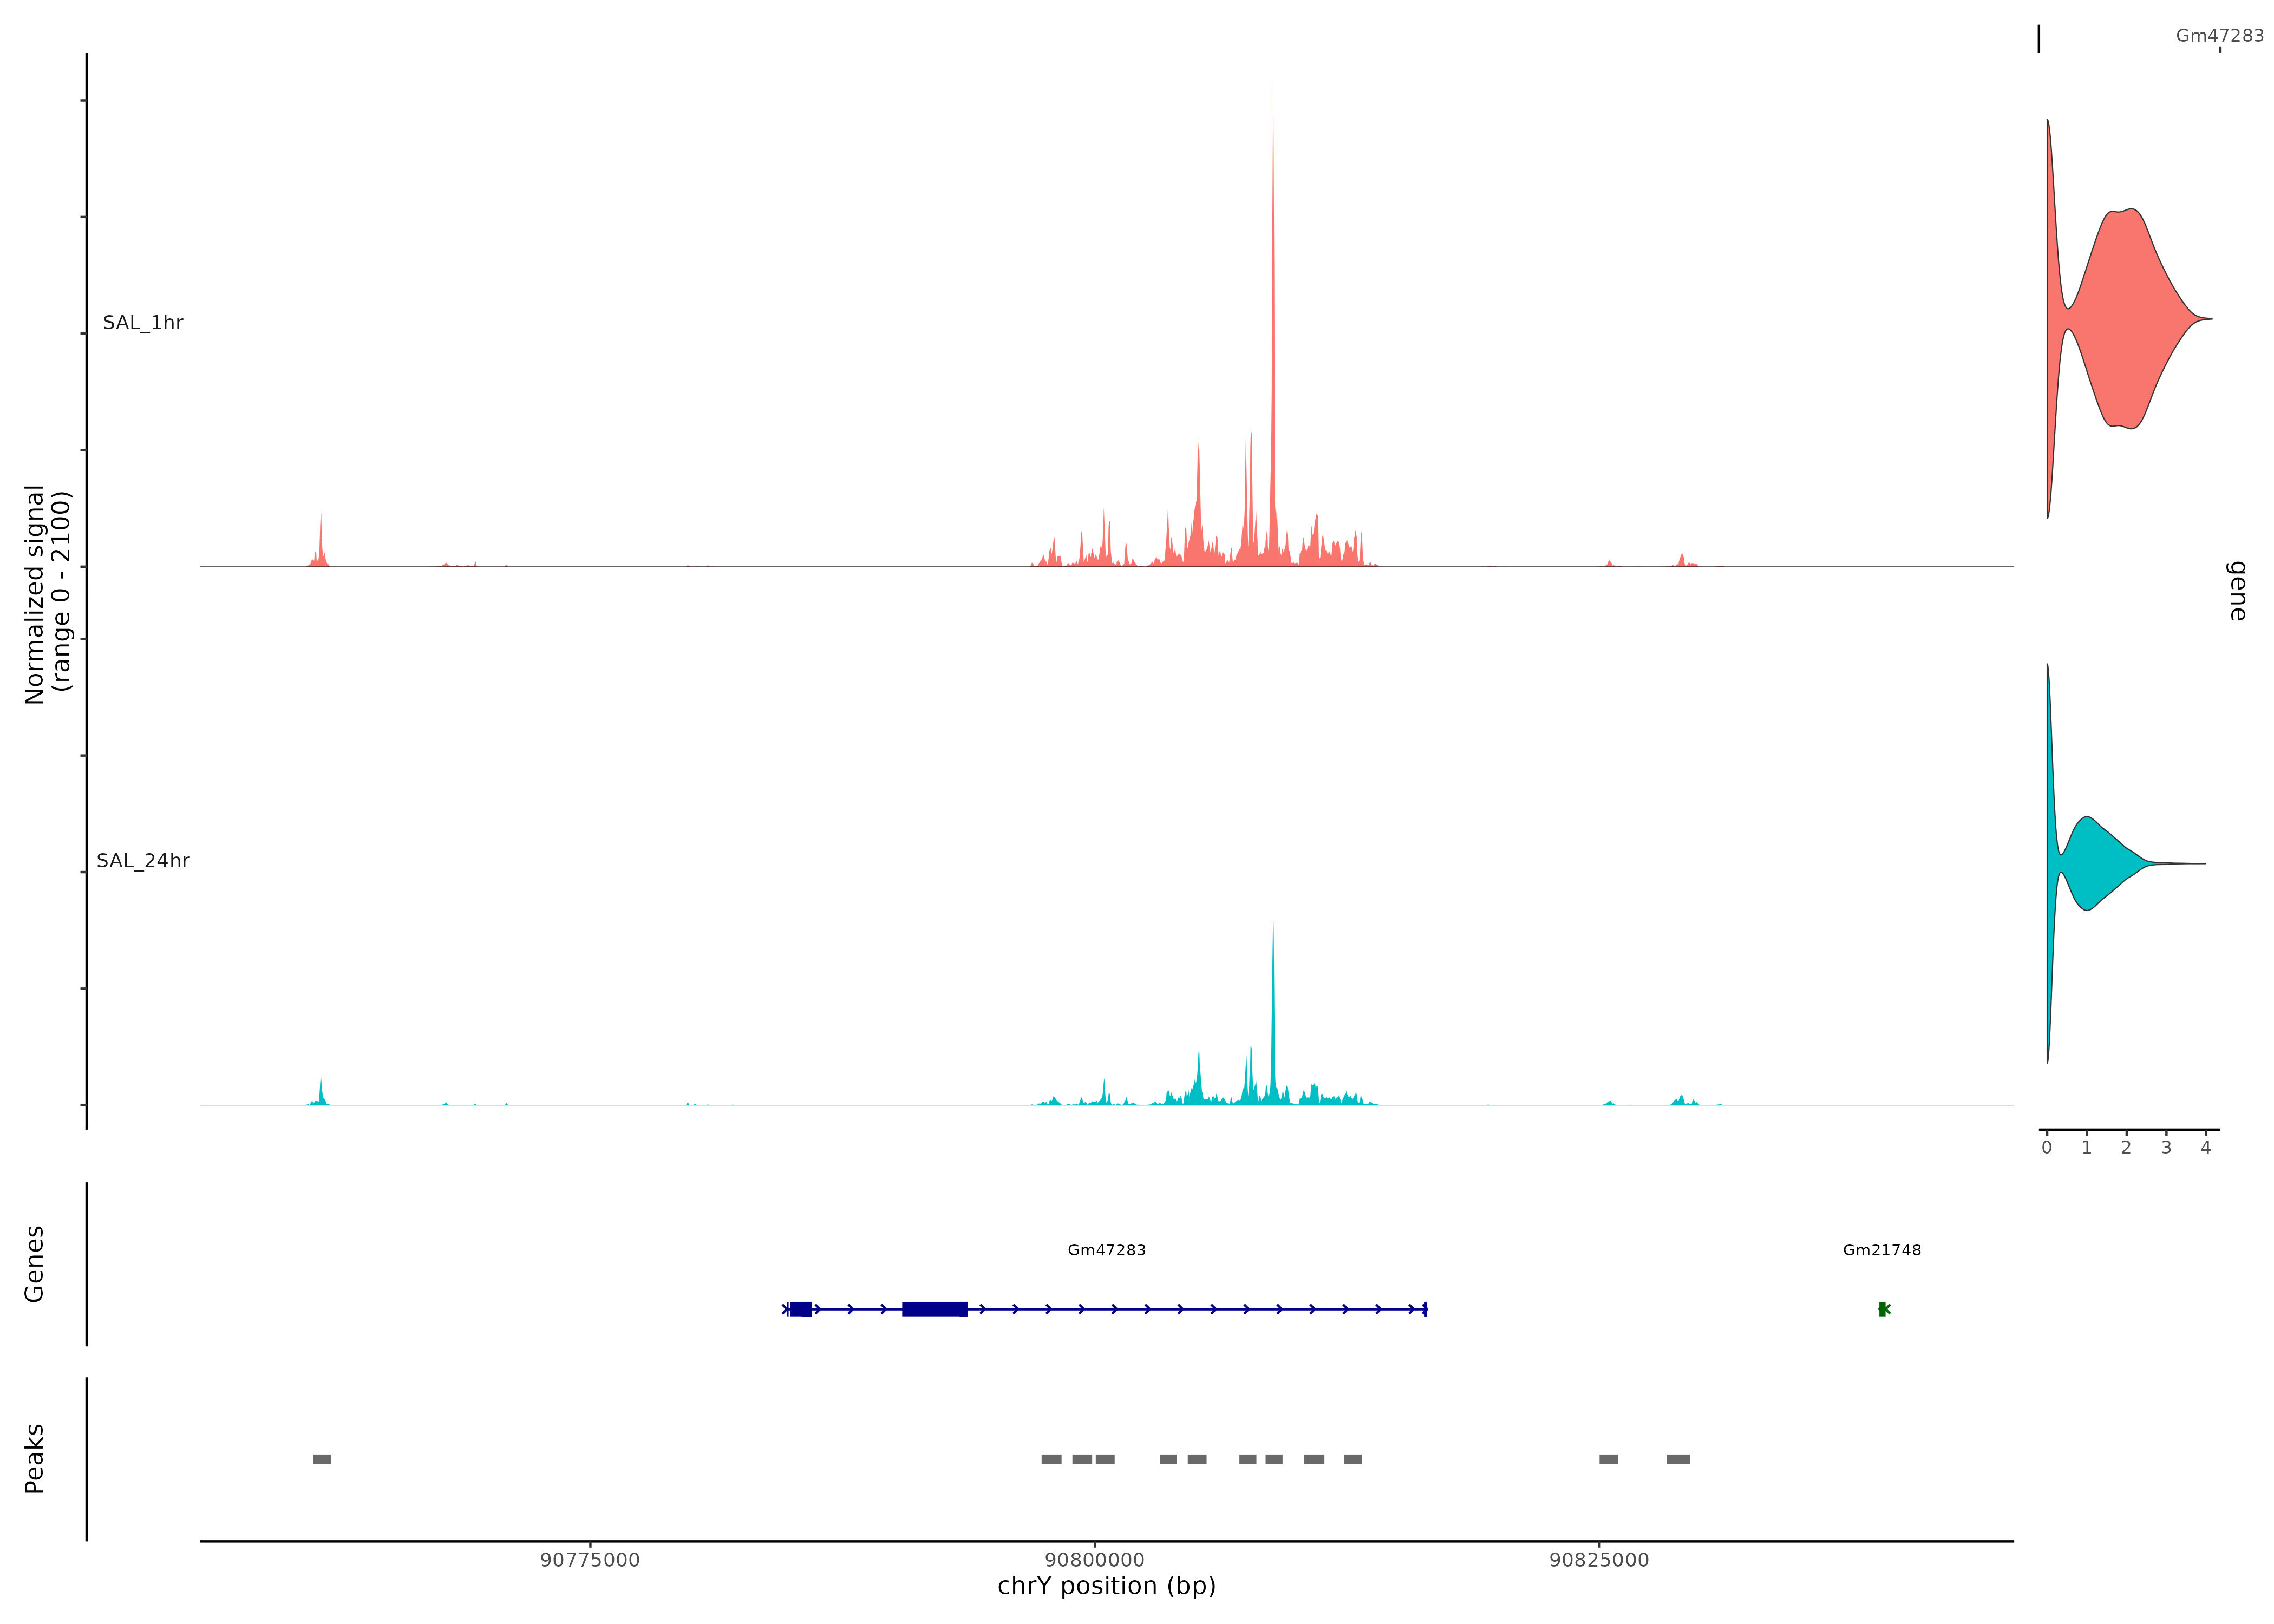 Gm47283
SAL_1hr
Normalized signal
(range 0 - 2100)
gene
SAL_24hr
0 1 2 3 4
Genes
Gm47283 Gm21748
Peaks
90775000 90800000 90825000
chrY position (bp)